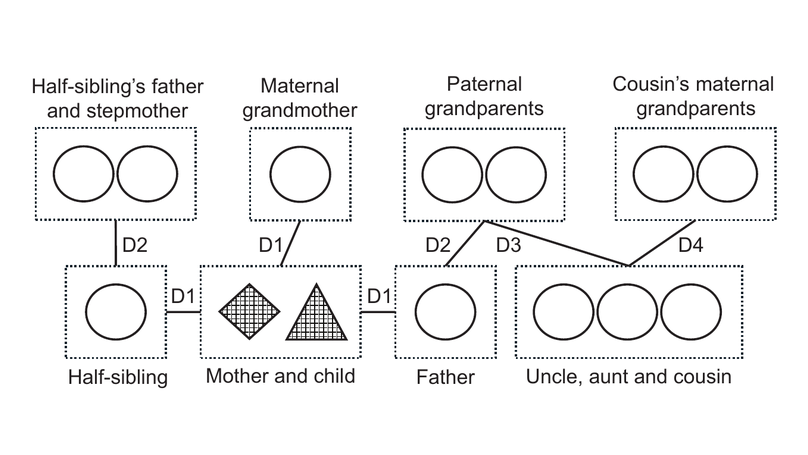 Half-sibling’s father
and stepmother
Maternal
grandmother
Paternal
grandparents
Cousin’s maternal
grandparents
D2
D1
D2
D3
D4
D1
D1
Half-sibling
Mother and child
Father
Uncle, aunt and cousin